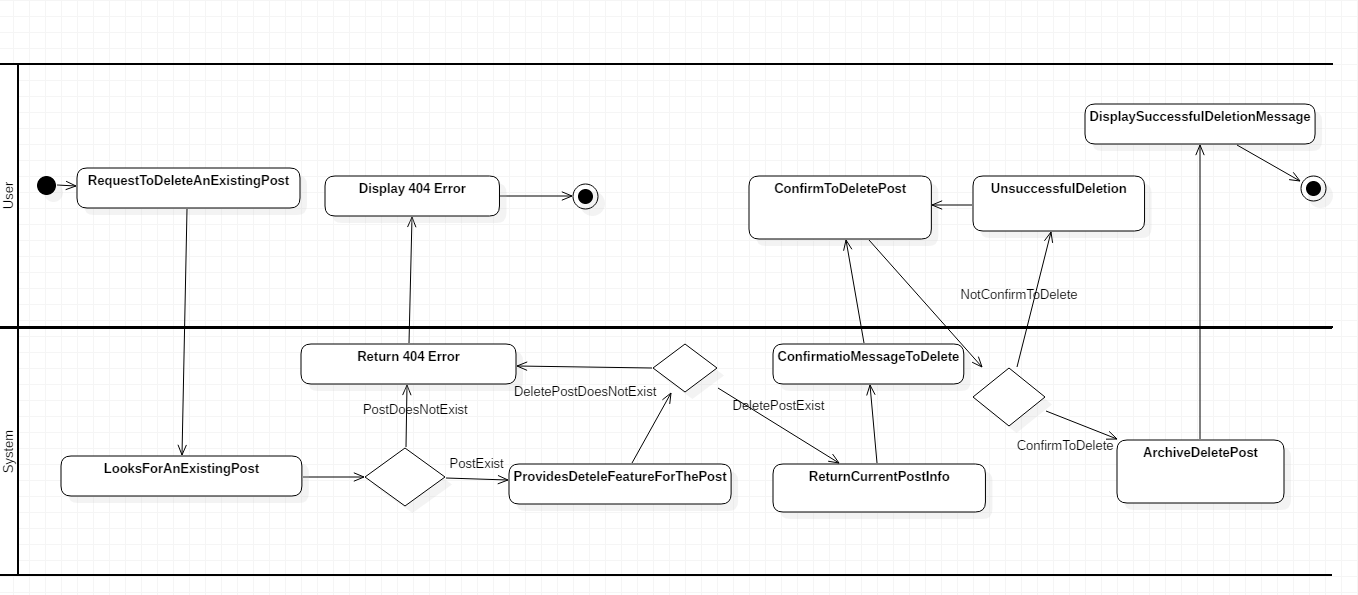 User
DisplaySuccessfulDeletionMessage
RequestToDeleteAnExistingPost
Display 404 Error
ConfirmToDeletePost
UnsuccessfulDeletion
NotConfirmToDelete
System
Return 404 Error
ConfirmatioMessageToDelete
DeletePostDoesNotExist
DeletePostExist
PostDoesNotExist
ConfirmToDelete
ArchiveDeletePost
LooksForAnExistingPost
PostExist
ProvidesDeteleFeatureForThePost
ReturnCurrentPostInfo